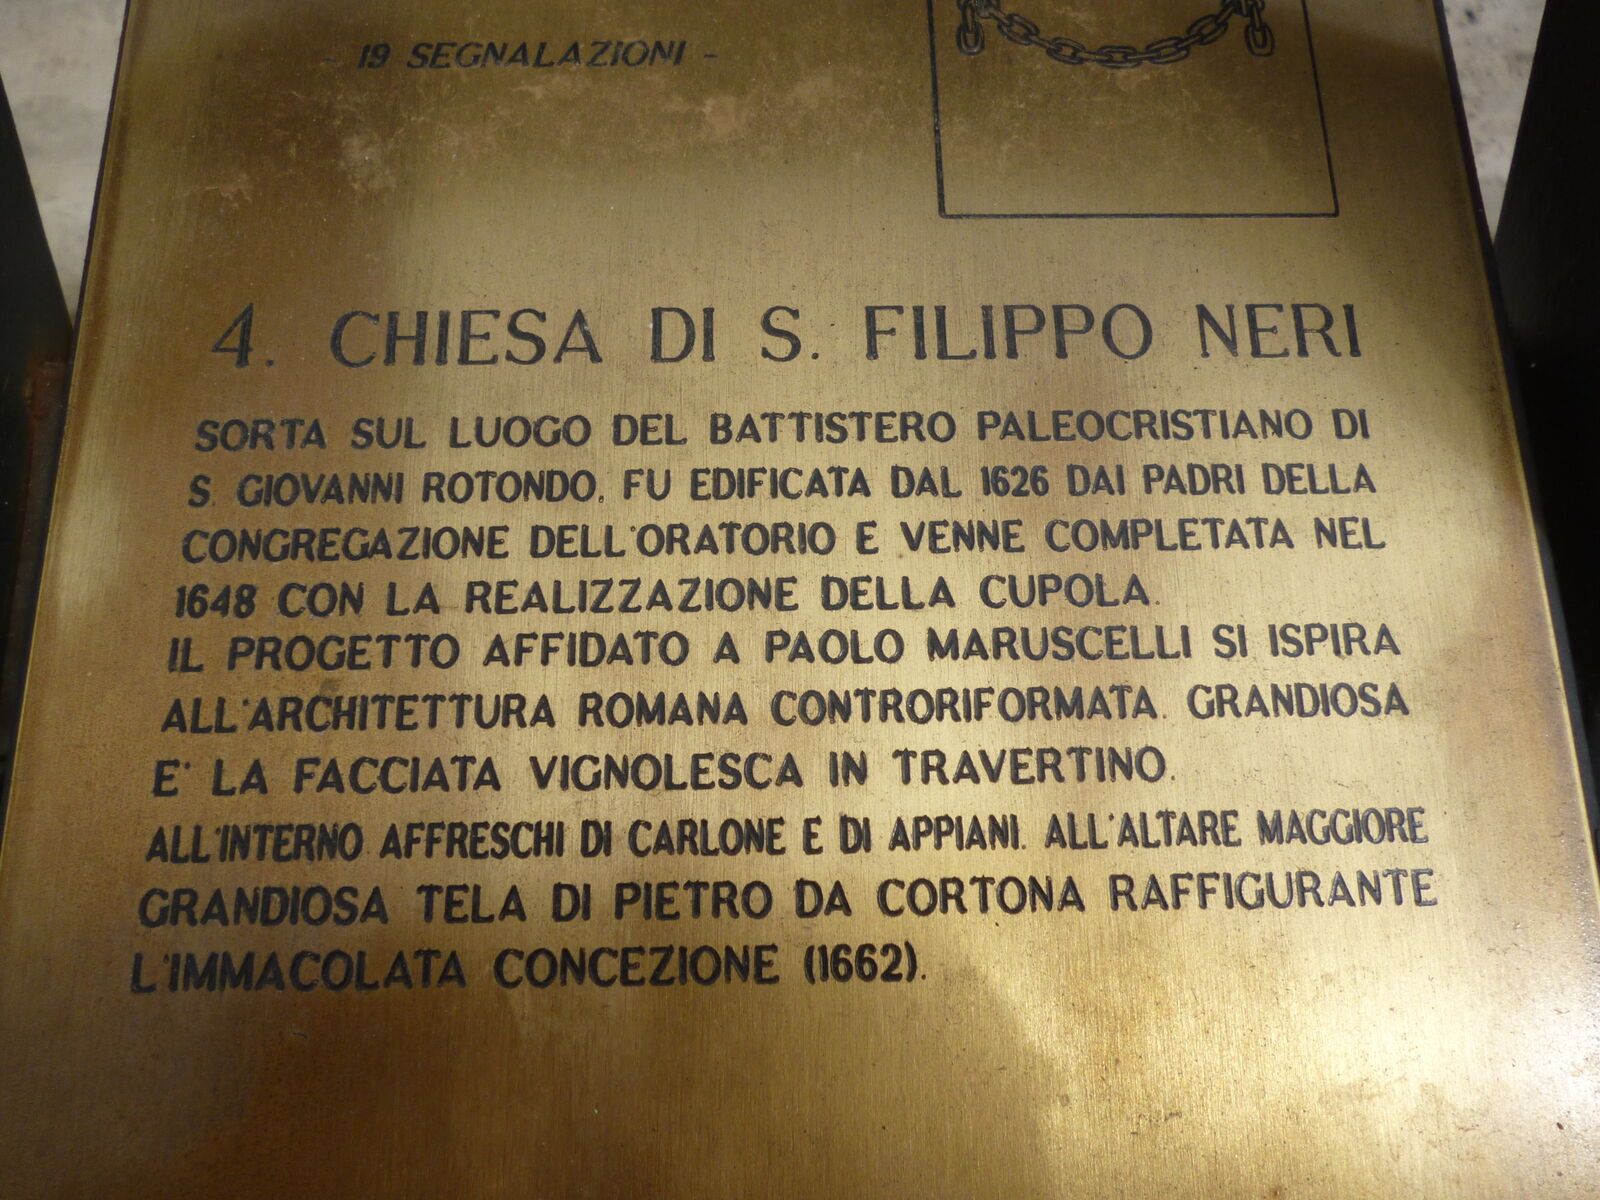 - 19 SEGNALAZIONI -
4. CHIESA DI S. FILIPPO NERI
SORTA SUL LUOGO DEL BATTISTERO PALEOCRISTIANO DI
S. GIOVANNI ROTONDO, FU EDIFICATA DAL 1626 DAI PADRI DELLA
CONGREGAZIONE DELL'ORATORIO E VENNE COMPLETATA NEL
1648 CON LA REALIZZAZIONE DELLA CUPOLA.
IL PROGETTO AFFIDATO A PAOLO MARUSCELLI SI ISPIRA
ALL'ARCHITETTURA ROMANA CONTRORIFORMATA. GRANDIOSA
E' LA FACCIATA VIGNOLESCA IN TRAVERTINO.
ALL'INTERNO AFFRESCHI DI CARLONE E DI APPIANI. ALL'ALTARE MAGGIORE
GRANDIOSA TELA DI PIETRO DA CORTONA RAFFIGURANTE
L'IMMACOLATA CONCEZIONE (1662).